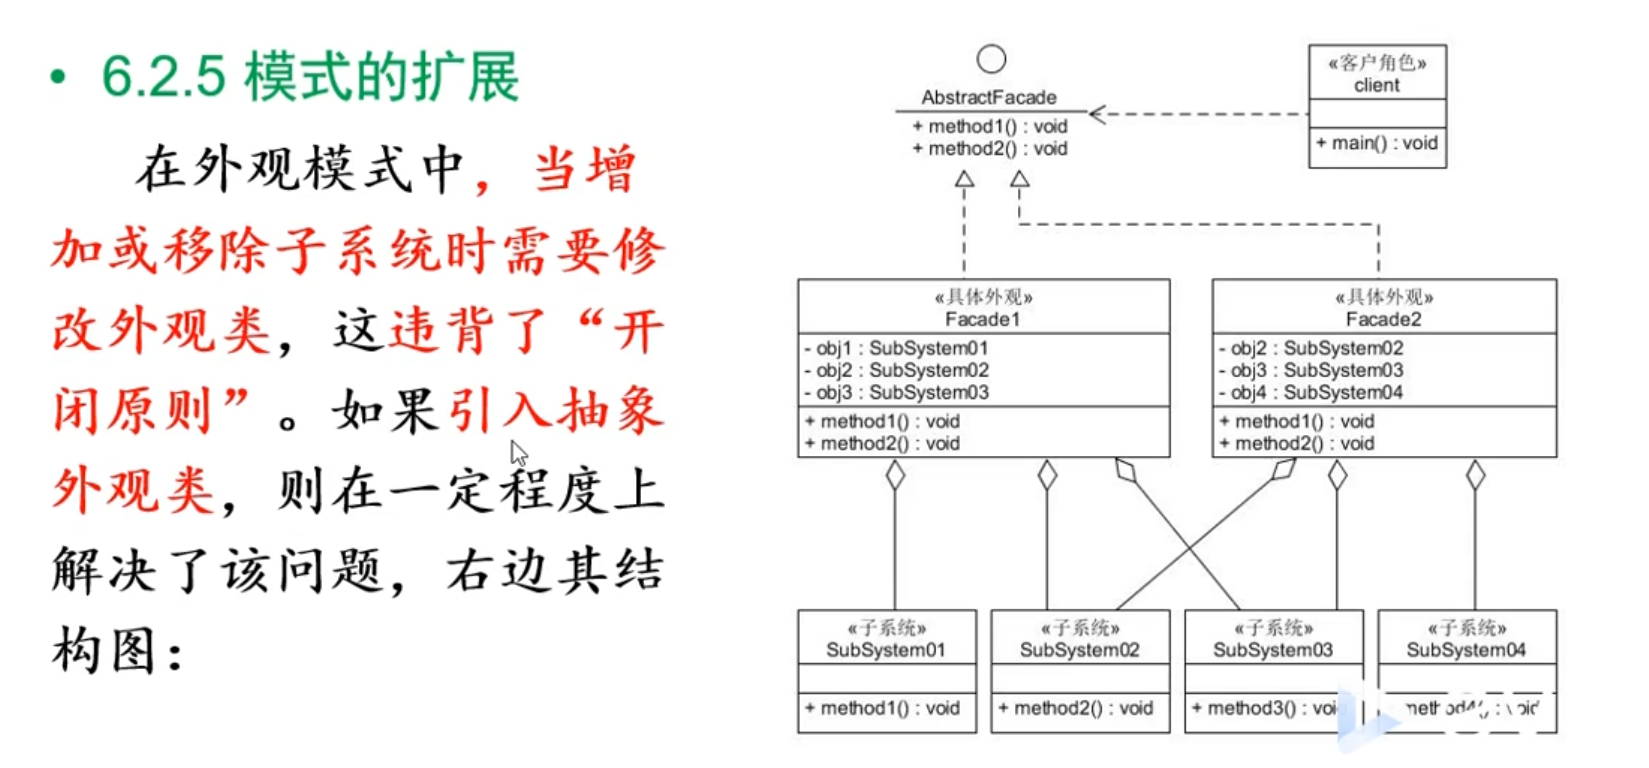 • 6.2.5 模式的扩展
在外观模式中，当增
加或移除子系统时需要修
改外观类，这违背了“开
闭原则”。如果引入抽象
外观类，则在一定程度上
解决了该问题，右边其结
构图：
AbstractFacade
+ method1() : void
+ method2() : void
«客户角色»
client
+ main() : void
«具体外观»
Facade1
- obj1 : SubSystem01
- obj2 : SubSystem02
- obj3 : SubSystem03
+ method1() : void
+ method2() : void
«具体外观»
Facade2
- obj2 : SubSystem02
- obj3 : SubSystem03
- obj4 : SubSystem04
+ method1() : void
+ method2() : void
«子系统»
SubSystem01
+ method1() : void
«子系统»
SubSystem02
+ method2() : void
«子系统»
SubSystem03
+ method3() : void
«子系统»
SubSystem04